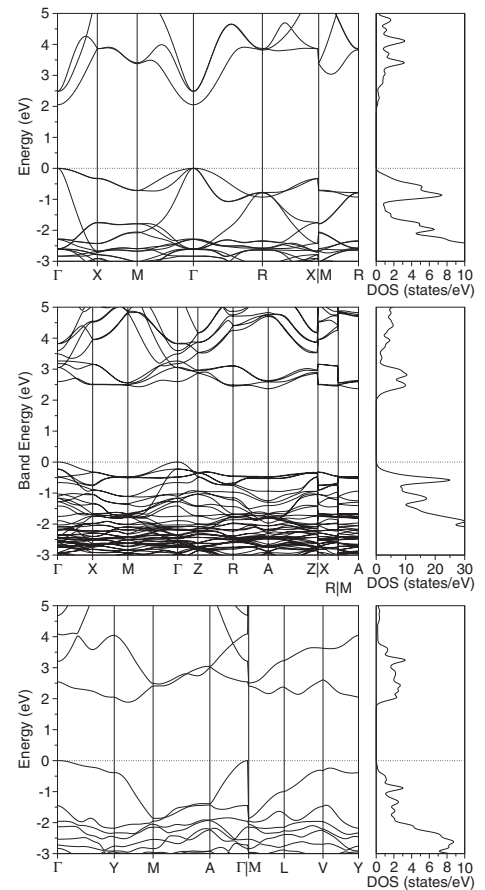 5
4
3
2
1
0
-1
-2
-3
Energy (eV)
Γ X M Γ R X|M R
0 2 4 6 8 10
DOS (states/eV)
5
4
3
2
1
0
-1
-2
-3
Band Energy (eV)
Γ X M Γ Z R A Z|X A
R|M
0 10 20 30
DOS (states/eV)
5
4
3
2
1
0
-1
-2
-3
Energy (eV)
Γ Y M A Γ|M L V Y
0 2 4 6 8 10
DOS (states/eV)